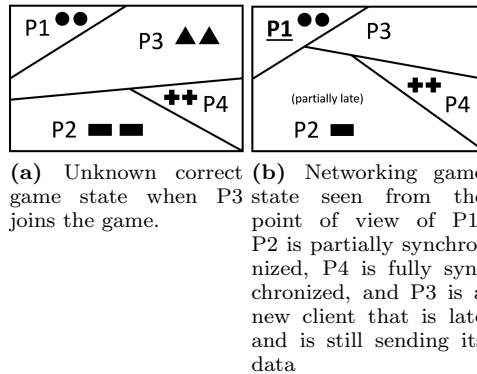 P1
P3
P4
P2
P1
P3
P4
(partially late)
P2
(a) Unknown correct
game state when P3
joins the game.
(b) Networking game
state seen from the
point of view of P1.
P2 is partially synchro-
nized, P4 is fully syn-
chronized, and P3 is a
new client that is late
and is still sending its
data